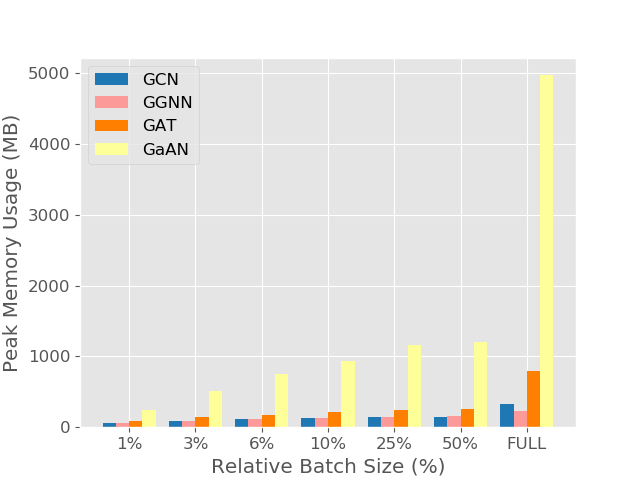 5000
4000
3000
2000
1000
0
Peak Memory Usage (MB)
GCN
GGNN
GAT
GaAN
1% 3% 6% 10% 25% 50% FULL
Relative Batch Size (%)